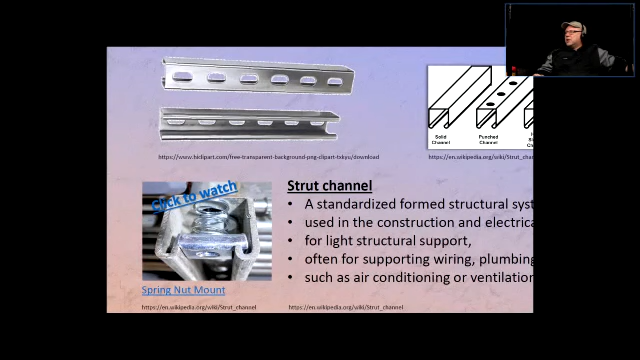 https://www.hiclipart.com/free-transparent-background-png-clipart-txkyu/download
Solid
Channel
Punched
Channel
https://en.wikipedia.org/wiki/Strut_chan
Click to watch
Strut channel
• A standardized formed structural syst
• used in the construction and electrica
• for light structural support,
• often for supporting wiring, plumbing
• such as air conditioning or ventilation
Spring Nut Mount
https://en.wikipedia.org/wiki/Strut_channel
https://en.wikipedia.org/wiki/Strut_channel